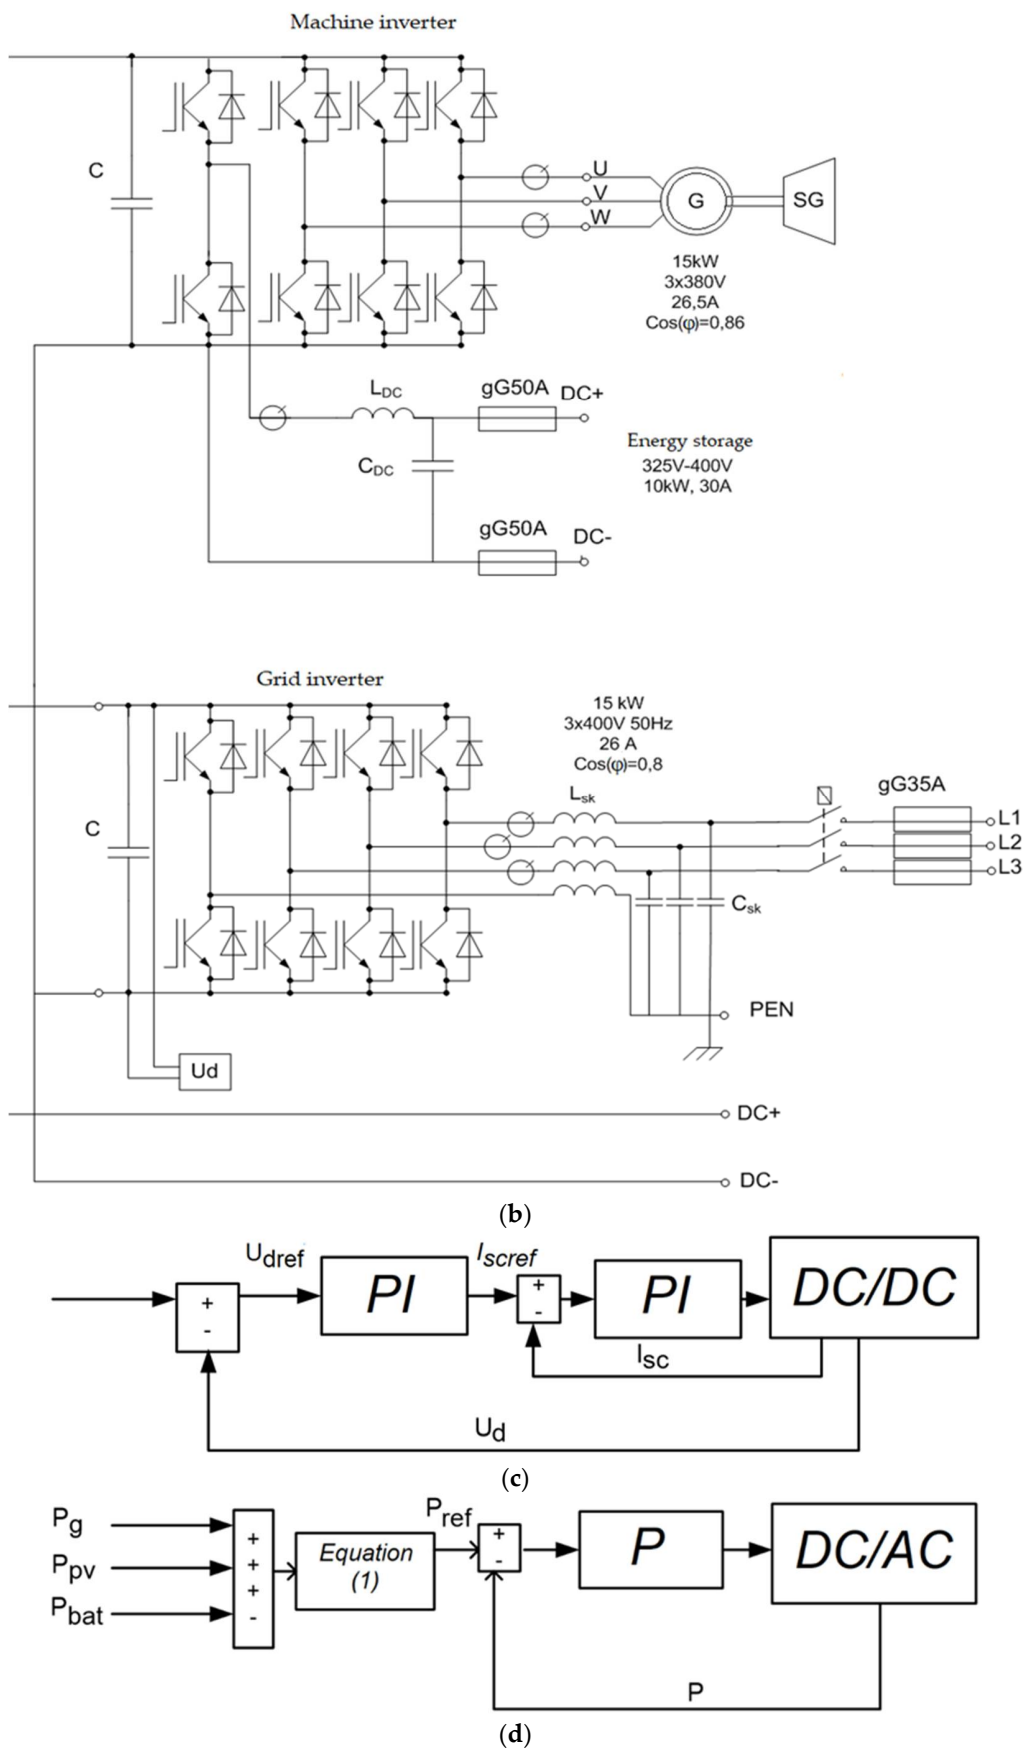 Machine inverter
C
U
V
W
G
SG
15kW
3x380V
26,5A
Cos(φ)=0,86
LDC
gG50A
DC+
CDC
Energy storage
325V-400V
10kW, 30A
gG50A
DC-
Grid inverter
15 kW
3x400V 50Hz
26 A
Cos(φ)=0,8
Lsk
gG35A
L1
L2
L3
C
Csk
PEN
Ud
DC+
DC-
(b)
Udref
Iscref
PI
PI
DC/DC
+
-
+
-
Isc
Ud
(c)
Pg
Ppv
Pbat
+
+
+
-
Equation
(1)
Pref
+
-
P
DC/AC
P
(d)